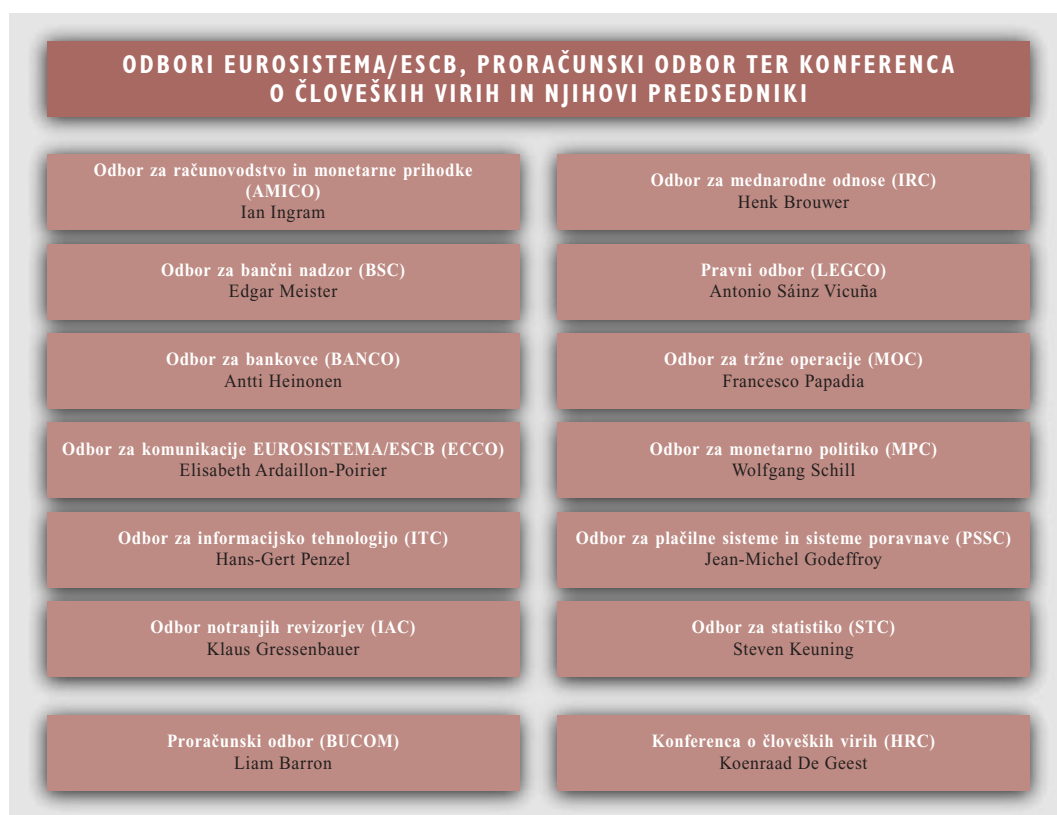 ODBORI EUROSISTEMA/ESCB, PRORAČUNSKI ODBOR TER KONFERENCA
O ČLOVEŠKIH VIRIH IN NJIHOVI PREDSEDNIKI
Odbor za računovodstvo in monetarne prihodke
(AMICO)
Ian Ingram
Odbor za mednarodne odnose (IRC)
Henk Brouwer
Odbor za bančni nadzor (BSC)
Edgar Meister
Pravni odbor (LEGCO)
Antonio Sáinz Vicuña
Odbor za bankovce (BANCO)
Antti Heinonen
Odbor za tržne operacije (MOC)
Francesco Papadia
Odbor za komunikacije EUROSISTEMA/ESCB (ECCO)
Elisabeth Ardaillon-Poirier
Odbor za monetarno politiko (MPC)
Wolfgang Schill
Odbor za informacijsko tehnologijo (ITC)
Hans-Gert Penzel
Odbor za plačilne sisteme in sisteme poravnave (PSSC)
Jean-Michel Godeffroy
Odbor notranjih revizorjev (IAC)
Klaus Gressenbauer
Odbor za statistiko (STC)
Steven Keuning
Proračunski odbor (BUCOM)
Liam Barron
Konferenca o človeških virih (HRC)
Koenraad De Geest